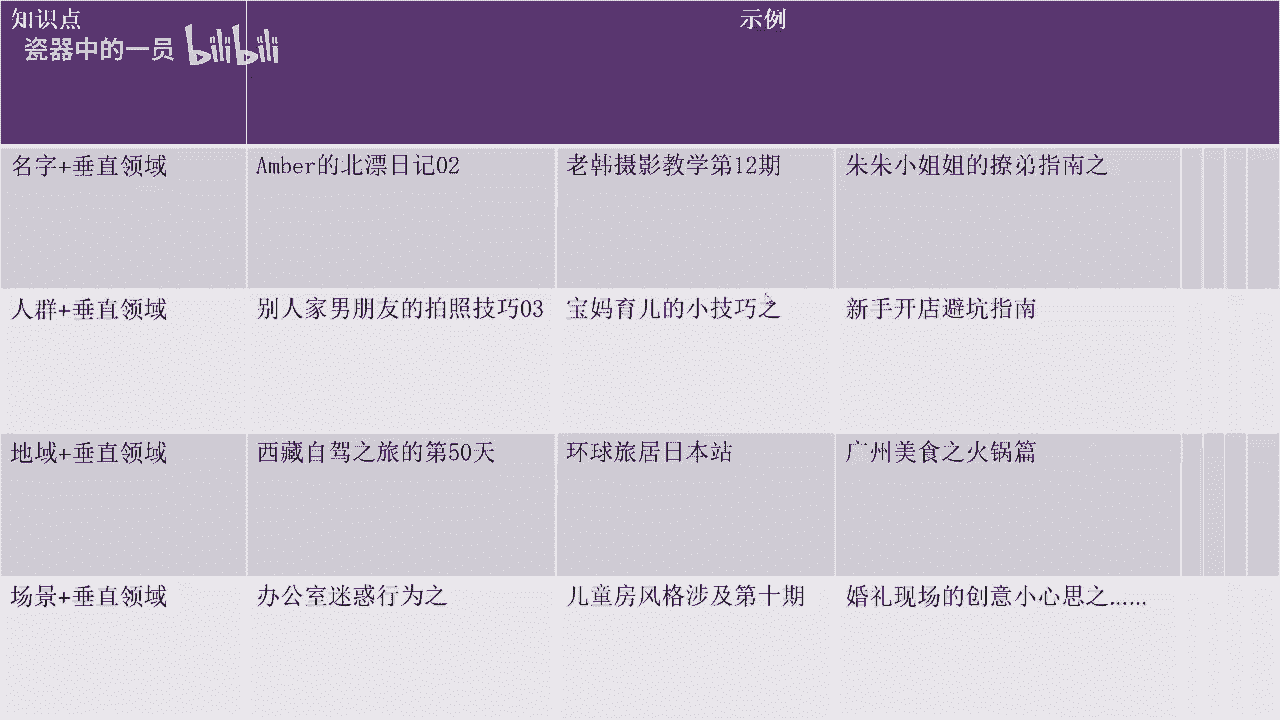 知识点
示例
瓷器中的一员 bilibili
名字+垂直领域 Amber的北漂日记02 老韩摄影教学第12期 朱朱小姐姐的撩弟指南之
人群+垂直领域 别人家男朋友的拍照技巧03 宝妈育儿的小技巧之 新手开店避坑指南
地域+垂直领域 西藏自驾之旅的第50天 环球旅居日本站 广州美食之火锅篇
场景+垂直领域 办公室迷惑行为之 儿童房风格涉及第十期 婚礼现场的创意小心思之......